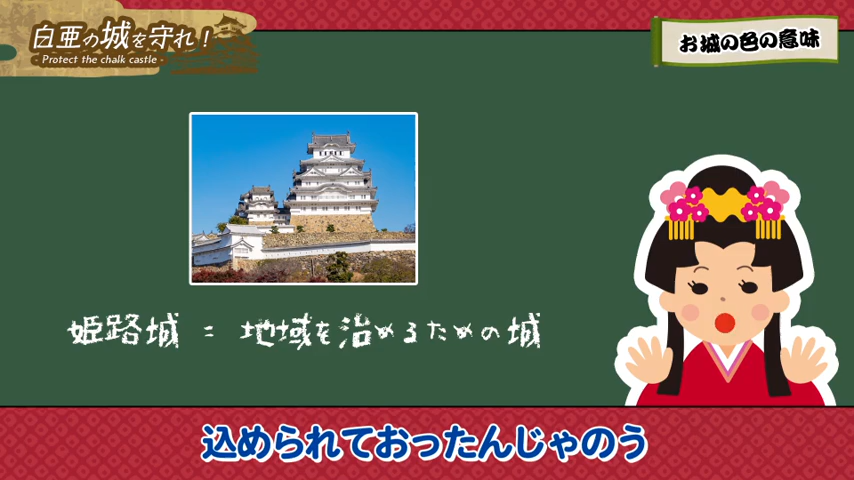 白亜の城を守れ！
- Protect the chalk castle -
お城の色の意味
姫路城 = 地域を治めるための城
込められておったんじゃのう